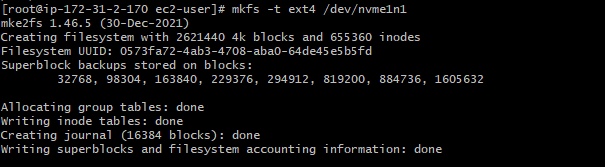 [root@ip-172-31-2-170 ec2-user]# mkfs -t ext4 /dev/nvme1n1
mke2fs 1.46.5 (30-Dec-2021)
Creating filesystem with 2621440 4k blocks and 655360 inodes
Filesystem UUID: 0573fa72-4ab3-4708-aba0-64de45e5b5fd
Superblock backups stored on blocks:
        32768, 98304, 163840, 229376, 294912, 819200, 884736, 1605632

Allocating group tables: done
Writing inode tables: done
Creating journal (16384 blocks): done
Writing superblocks and filesystem accounting information: done